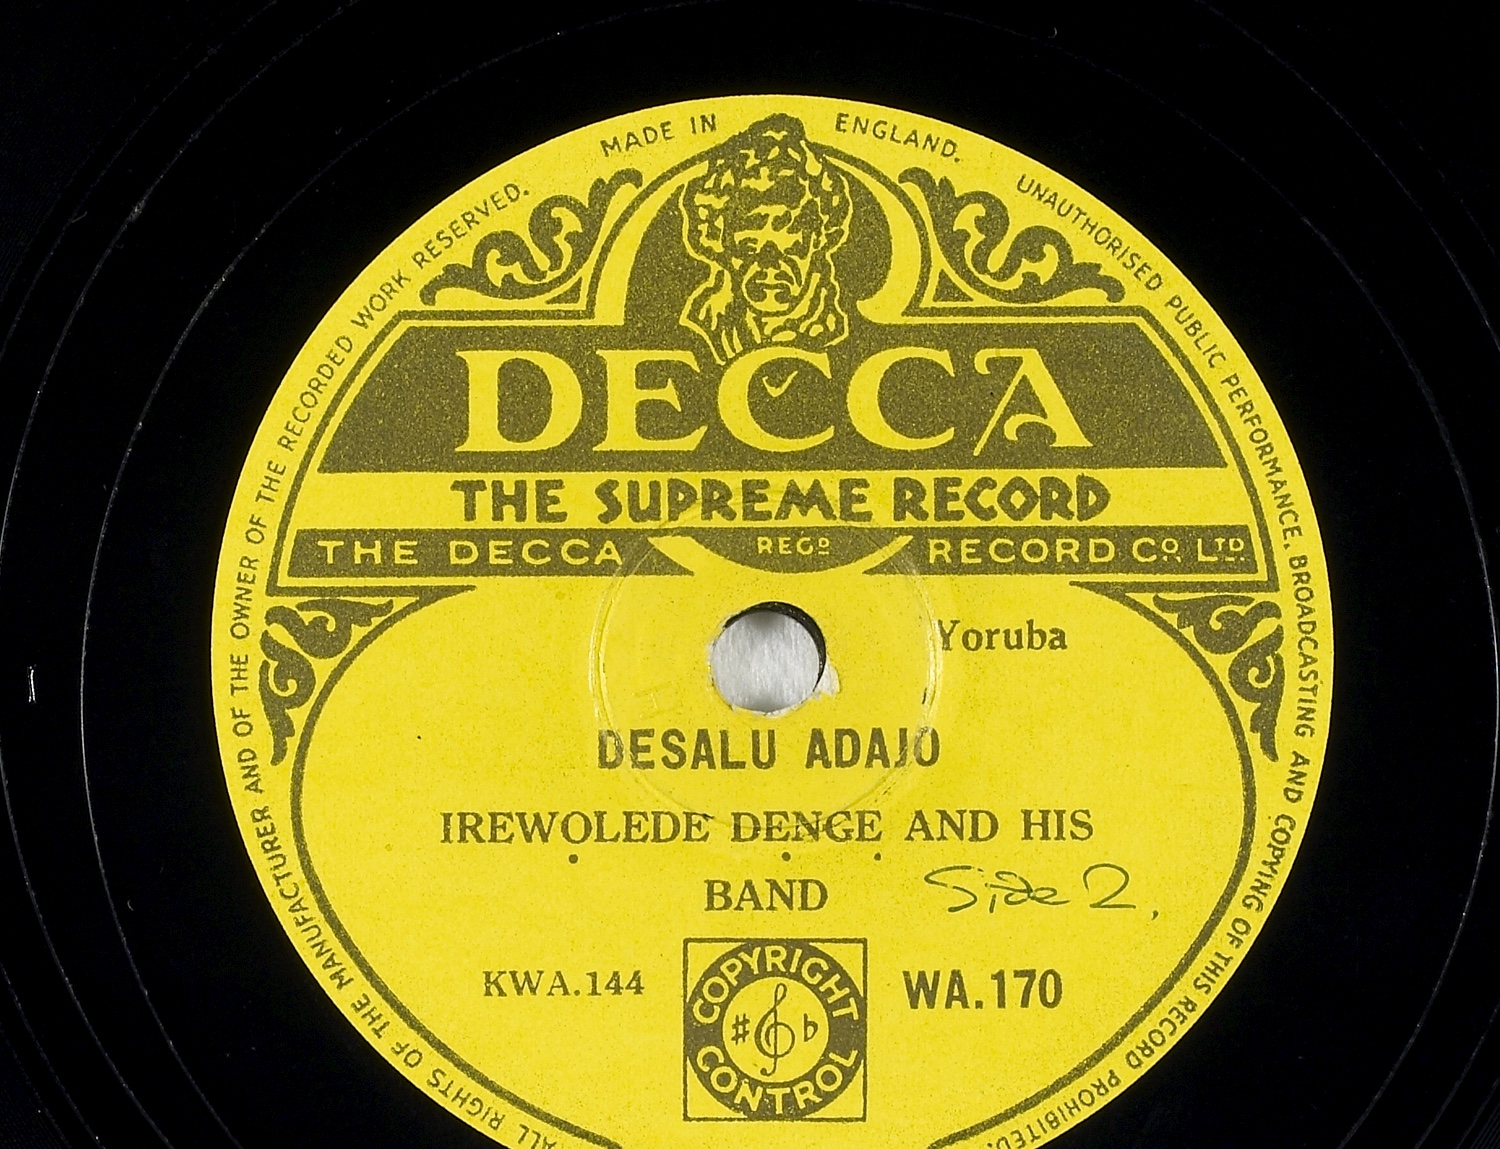 ALL RIGHTS OF THE MANUFACTURER AND OF THE OWNER OF THE RECORDED WORK RESERVED.
MADE IN ENGLAND.
UNAUTHORISED PUBLIC PERFORMANCE. BROADCASTING AND COPYING OF THIS RECORD PROHIBITED.
DECCA
THE SUPREME RECORD
THE DECCA REGD RECORD CO. LTD.
Yoruba
DESALU ADAJO
IREWỌLEDE DẸNGẸ AND HIS
BAND
Side 2.
KWA.144
COPYRIGHT
CONTROL
WA.170